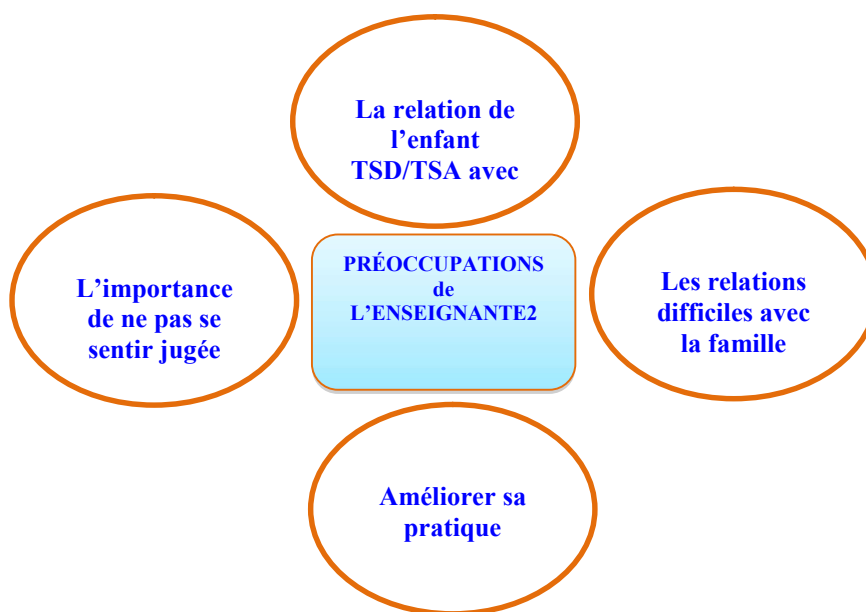 La relation de
l’enfant
TSD/TSA avec
PRÉOCCUPATIONS
de
L’ENSEIGNANTE2
L’importance
de ne pas se
sentir jugée
Les relations
difficiles avec
la famille
Améliorer sa
pratique